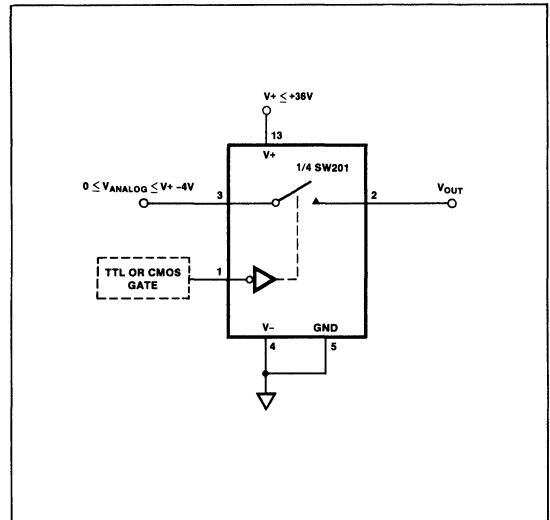 V+ ≤ +36V
13
V+
1/4 SW201
0 ≤ VANALOG ≤ V+ −4V
3
2
VOUT
TTL OR CMOS
GATE
1
V−
GND
4
5